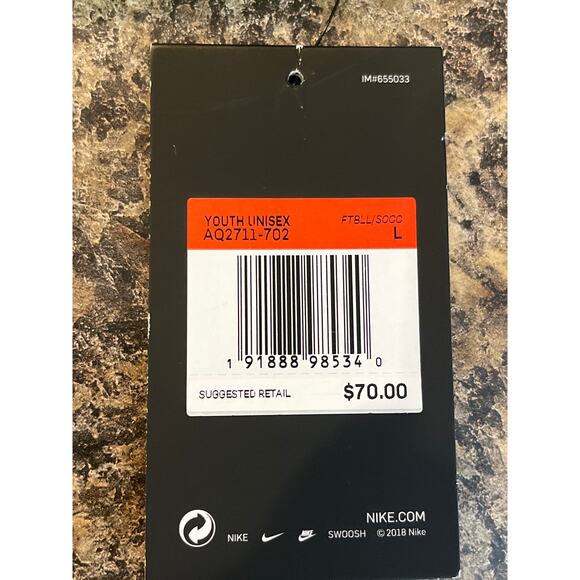 IM#655033
YOUTH UNISEX FTBLL/SOCC
AQ2711-702 L
1 91888 98534 0
SUGGESTED RETAIL $70.00
NIKE.COM
NIKE SWOOSH © 2018 Nike